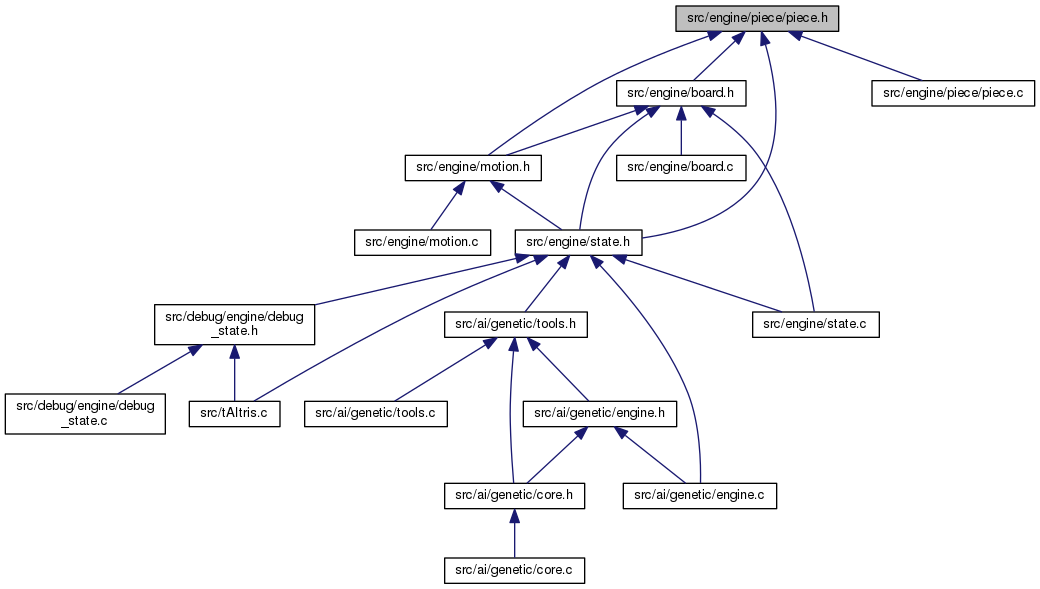 src/engine/piece/piece.h
src/engine/board.h
src/engine/piece/piece.c
src/engine/motion.h
src/engine/board.c
src/engine/motion.c
src/engine/state.h
src/debug/engine/debug
_state.h
src/ai/genetic/tools.h
src/engine/state.c
src/debug/engine/debug
_state.c
src/tAItris.c
src/ai/genetic/tools.c
src/ai/genetic/engine.h
src/ai/genetic/core.h
src/ai/genetic/engine.c
src/ai/genetic/core.c